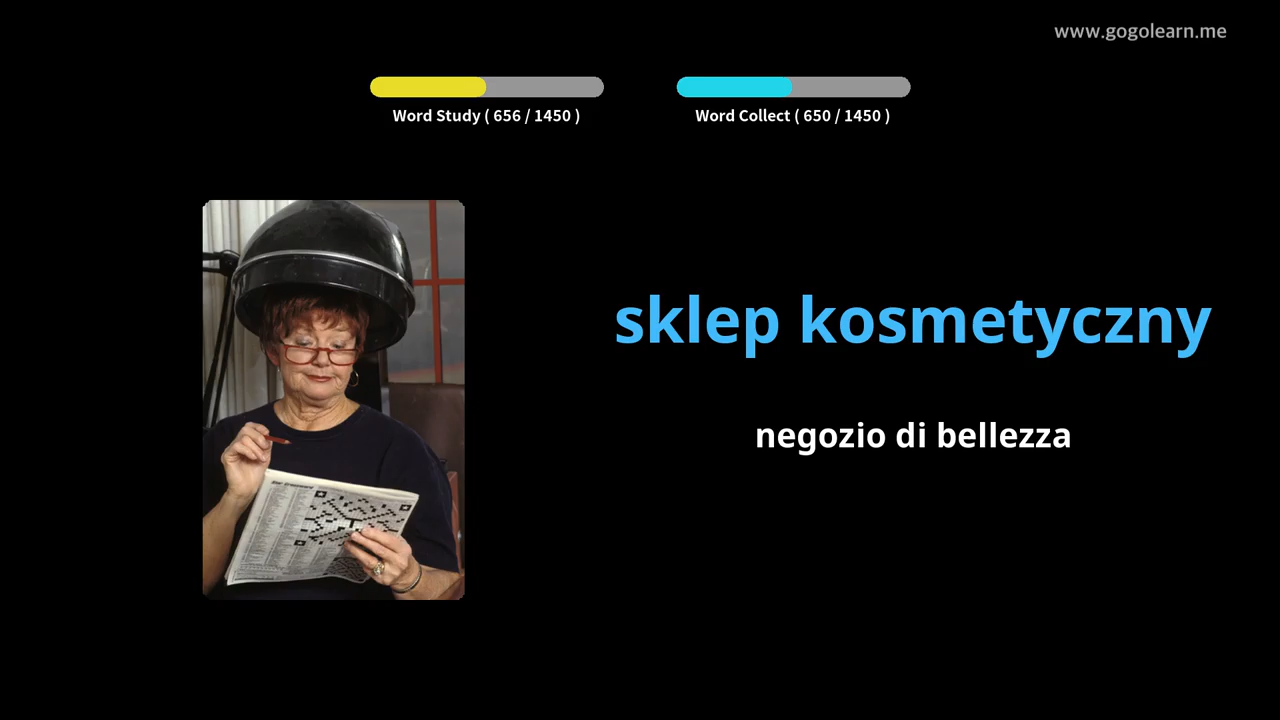 www.gogolearn.me
Word Study ( 656 / 1450 )
Word Collect ( 650 / 1450 )
sklep kosmetyczny
negozio di bellezza